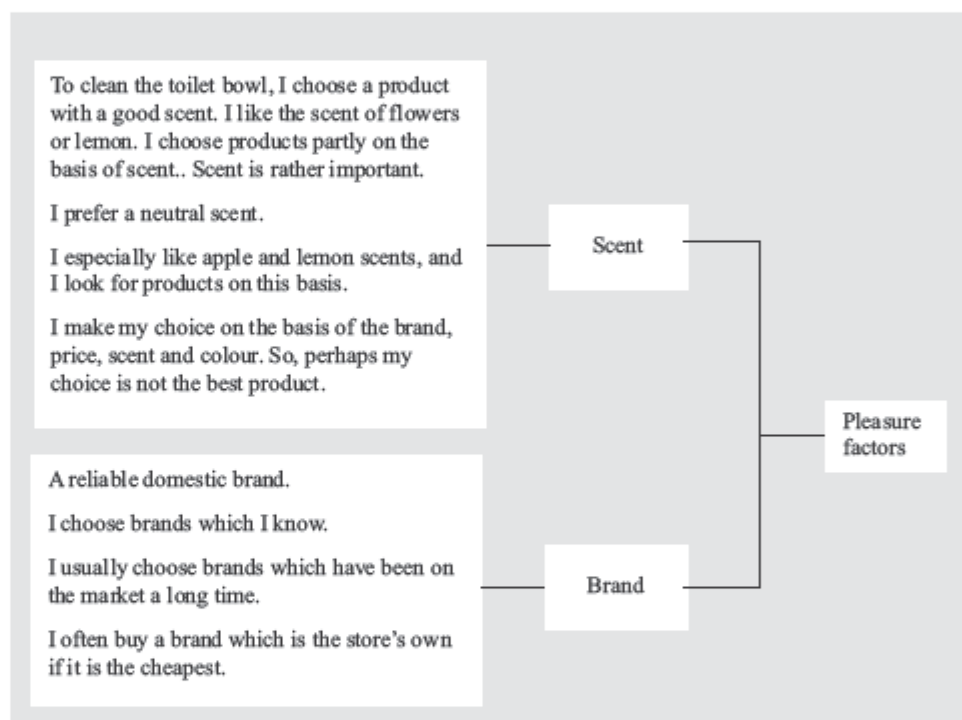 To clean the toilet bowl, I choose a product
with a good scent. I like the scent of flowers
or lemon. I choose products partly on the
basis of scent.. Scent is rather important.
I prefer a neutral scent.
I especially like apple and lemon scents, and
I look for products on this basis.
I make my choice on the basis of the brand,
price, scent and colour. So, perhaps my
choice is not the best product.
Scent
Pleasure
factors
A reliable domestic brand.
I choose brands which I know.
I usually choose brands which have been on
the market a long time.
I often buy a brand which is the store's own
if it is the cheapest.
Brand